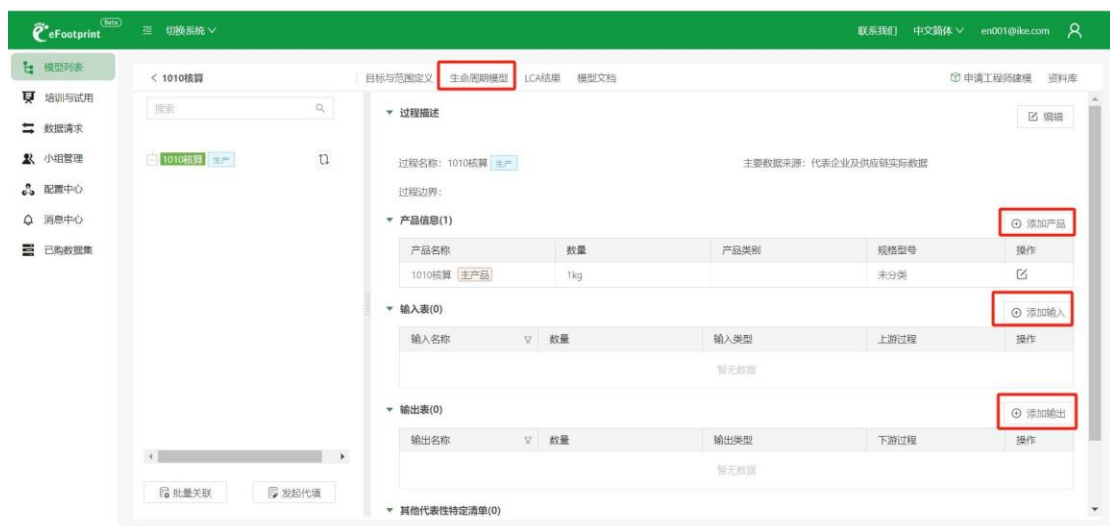 eFootprint (Beta) 切换系统 联系我们 中文简体 en001@ike.com
模型列表
培训与试用
数据请求
小组管理
配置中心
消息中心
已购数据集
< 1010核算 目标与范围定义 生命周期模型 LCA结果 模型文档 申请工程师建模 资料库
搜索
1010核算 生产
批量关联 发起代填
过程描述 编辑
过程名称: 1010核算 生产 主要数据来源: 代表企业及供应链实际数据
过程边界:
产品信息(1) 添加产品
产品名称 数量 产品类别 规格型号 操作
1010核算 主产品 1kg 未分类
输入表(0) 添加输入
输入名称 数量 输入类型 上游过程 操作
暂无数据
输出表(0) 添加输出
输出名称 数量 输出类型 下游过程 操作
暂无数据
其他代表性特定清单(0)